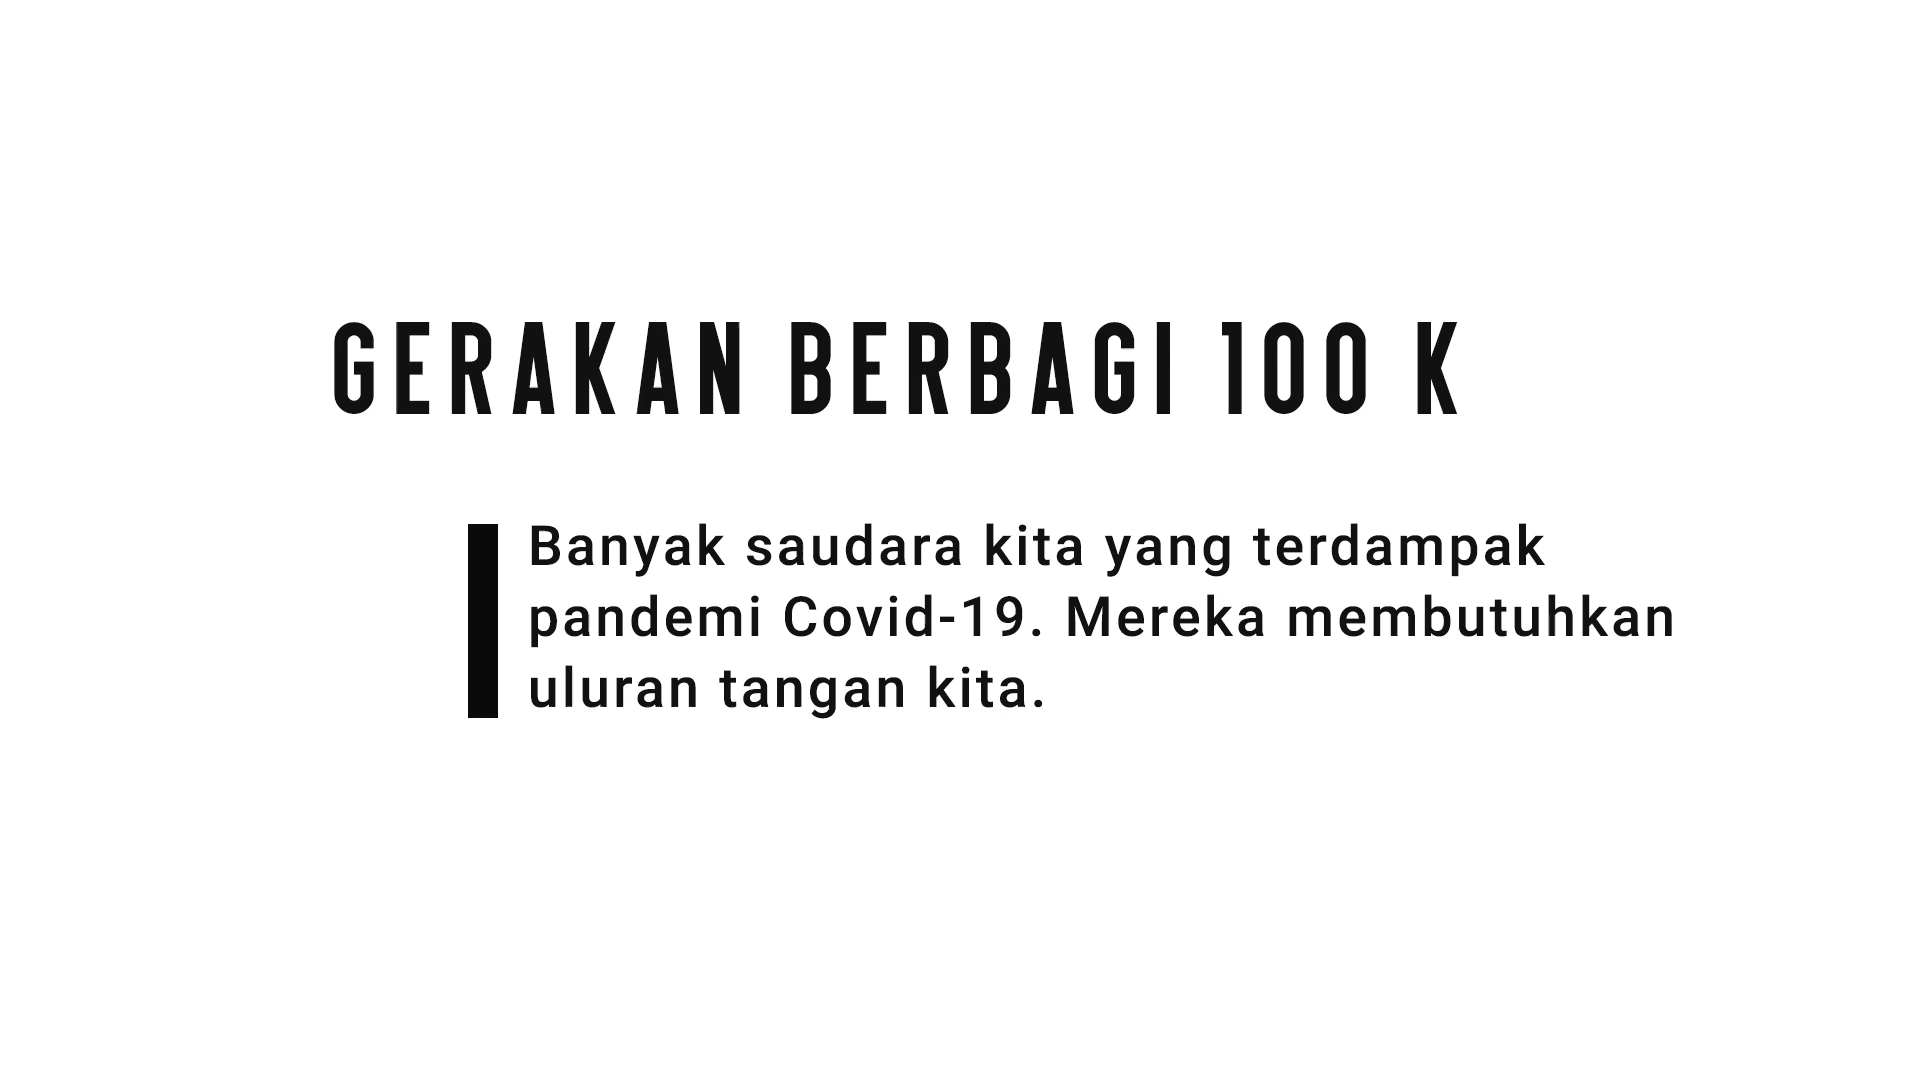 GERAKAN BERBAGI 100 K
Banyak saudara kita yang terdampak
pandemi Covid-19. Mereka membutuhkan
uluran tangan kita.